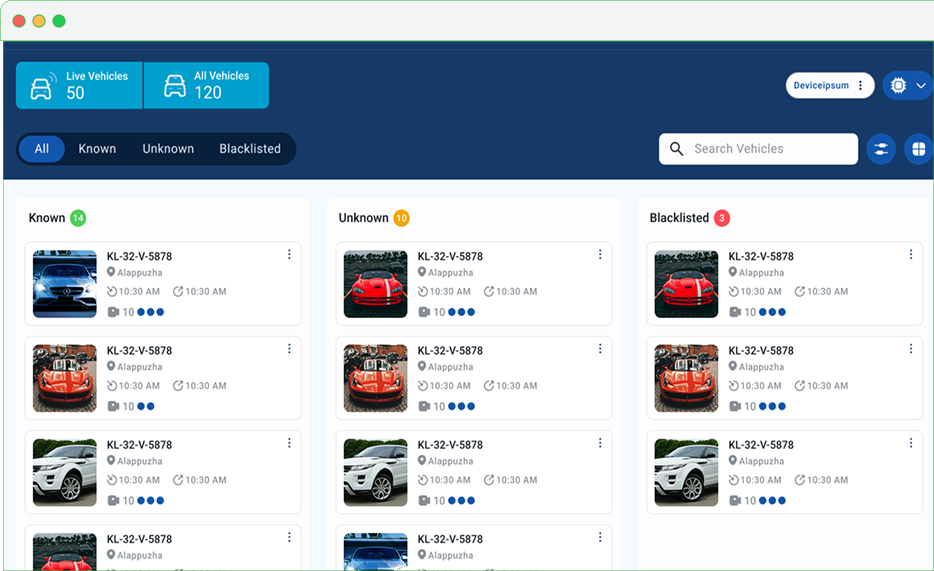 Live Vehicles
50
All Vehicles
120
Deviceipsum
All
Known
Unknown
Blacklisted
Search Vehicles
Known 14
KL-32-V-5878
Alappuzha
10:30 AM 10:30 AM
10
KL-32-V-5878
Alappuzha
10:30 AM 10:30 AM
10
KL-32-V-5878
Alappuzha
10:30 AM 10:30 AM
10
KL-32-V-5878
Alappuzha
Unknown 10
KL-32-V-5878
Alappuzha
10:30 AM 10:30 AM
10
KL-32-V-5878
Alappuzha
10:30 AM 10:30 AM
10
KL-32-V-5878
Alappuzha
10:30 AM 10:30 AM
10
KL-32-V-5878
Alappuzha
Blacklisted 3
KL-32-V-5878
Alappuzha
10:30 AM 10:30 AM
10
KL-32-V-5878
Alappuzha
10:30 AM 10:30 AM
10
KL-32-V-5878
Alappuzha
10:30 AM 10:30 AM
10